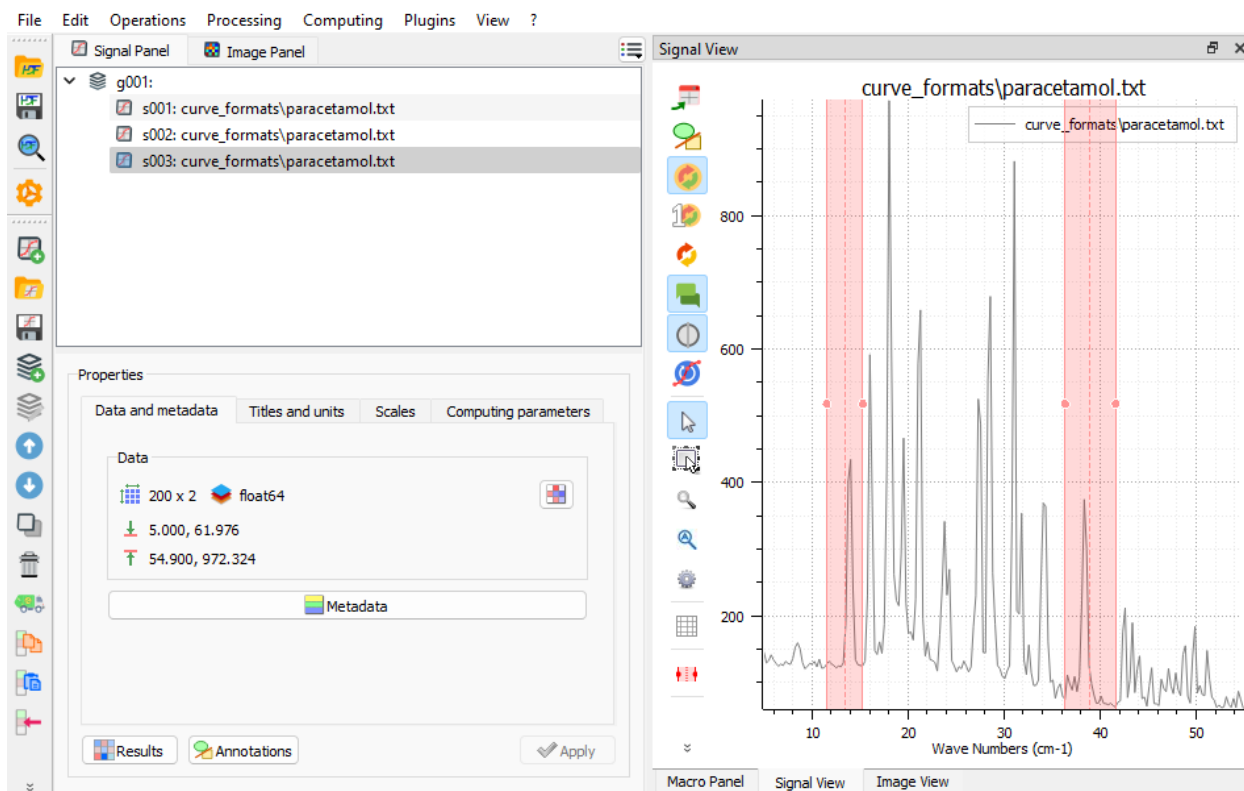 File Edit Operations Processing Computing Plugins View ?
Signal Panel Image Panel
g001:
s001: curve_formats\paracetamol.txt
s002: curve_formats\paracetamol.txt
s003: curve_formats\paracetamol.txt
Properties
Data and metadata Titles and units Scales Computing parameters
Data
200 x 2 float64
5.000, 61.976
54.900, 972.324
Metadata
Results Annotations Apply
Signal View
curve_formats\paracetamol.txt
curve_formats\paracetamol.txt
800
600
400
200
10 20 30 40 50
Wave Numbers (cm-1)
Macro Panel Signal View Image View